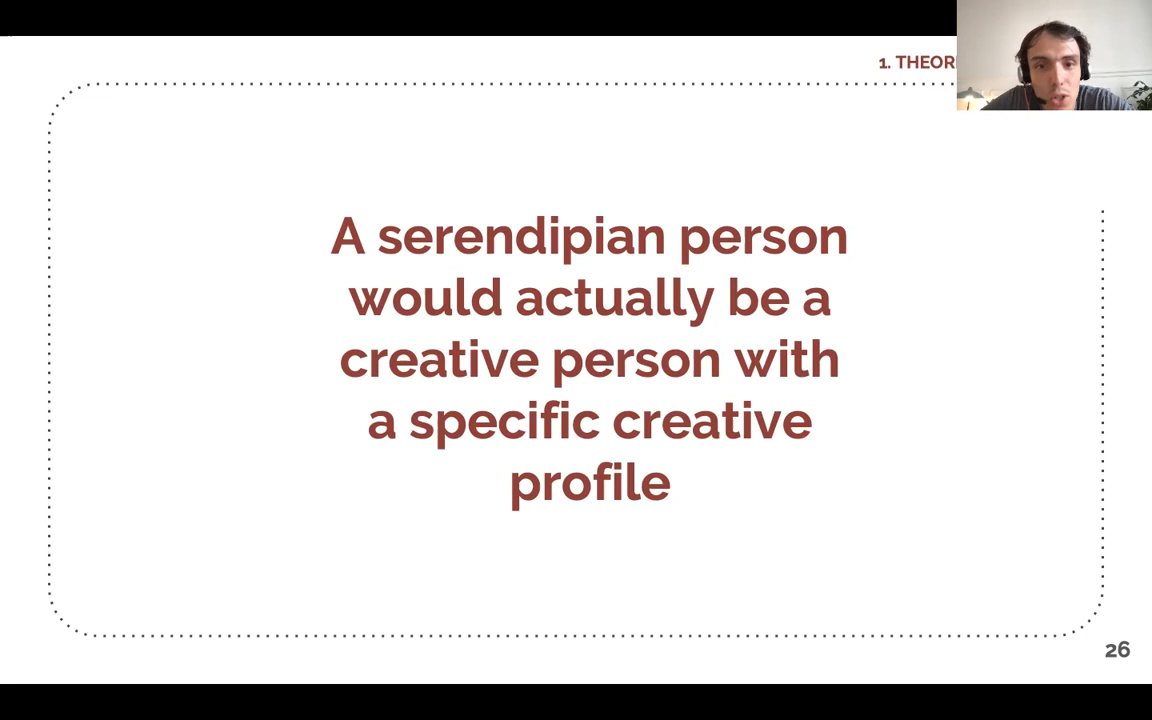 1. THEOR
A serendipian person
would actually be a
creative person with
a specific creative
profile
26